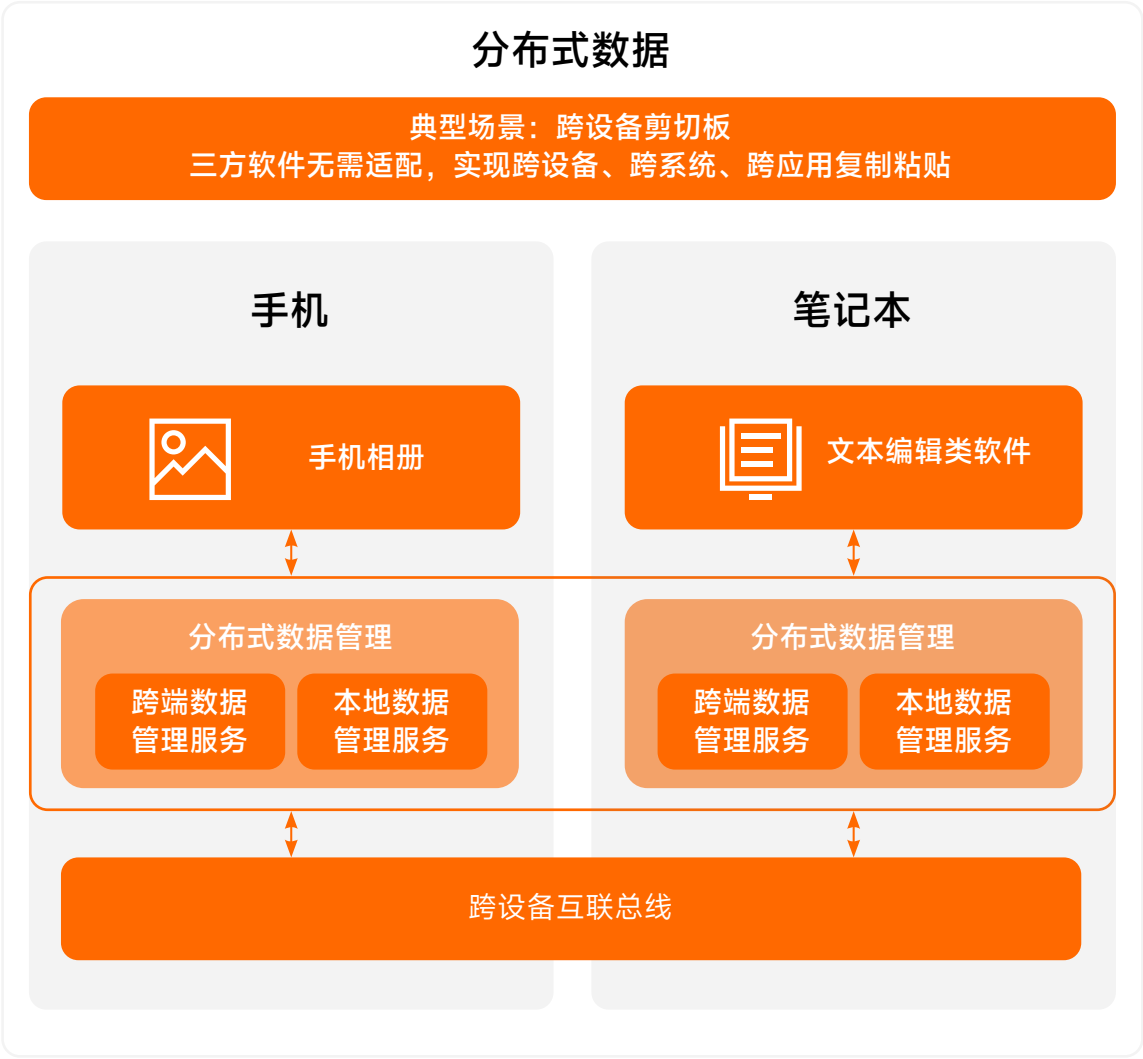 分布式数据
典型场景：跨设备剪切板
三方软件无需适配，实现跨设备、跨系统、跨应用复制粘贴
手机
笔记本
手机相册
文本编辑类软件
分布式数据管理
分布式数据管理
跨端数据
管理服务
本地数据
管理服务
跨端数据
管理服务
本地数据
管理服务
跨设备互联总线